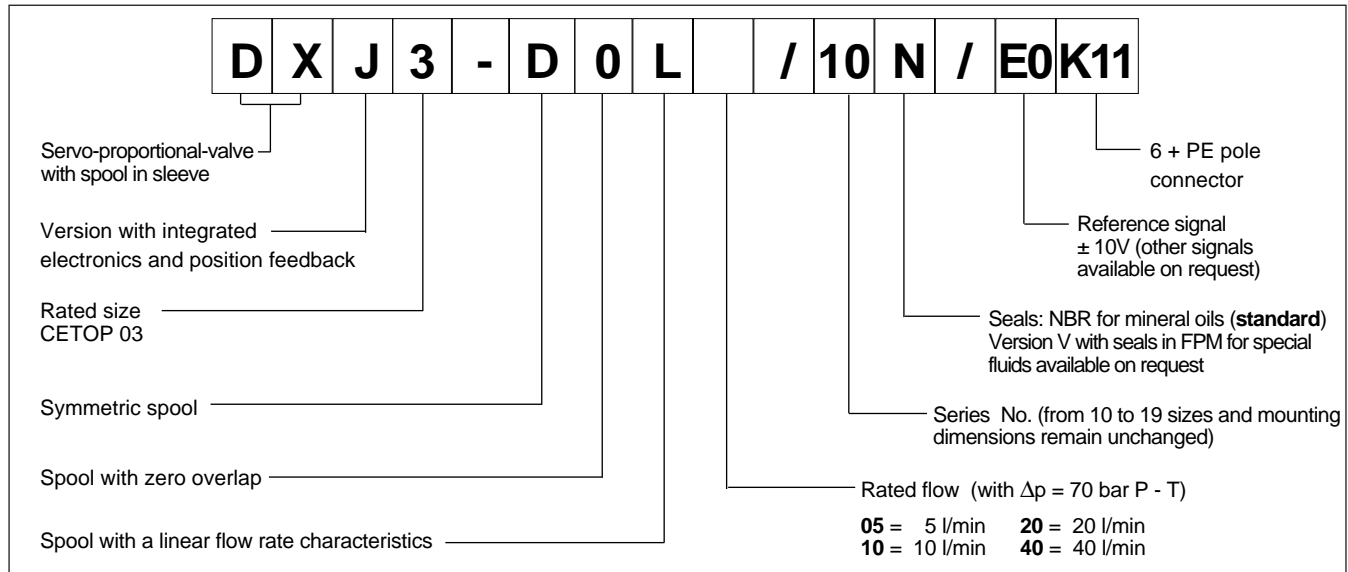 D X J 3 - D 0 L / 10 N / E0 K11
Servo-proportional-valve
with spool in sleeve
Version with integrated
electronics and position feedback
Rated size
CETOP 03
Symmetric spool
Spool with zero overlap
Spool with a linear flow rate characteristics
6 + PE pole
connector
Reference signal
± 10V (other signals
available on request)
Seals: NBR for mineral oils (standard)
Version V with seals in FPM for special
fluids available on request
Series No. (from 10 to 19 sizes and mounting
dimensions remain unchanged)
Rated flow (with Δp = 70 bar P - T)
05 = 5 l/min 20 = 20 l/min
10 = 10 l/min 40 = 40 l/min